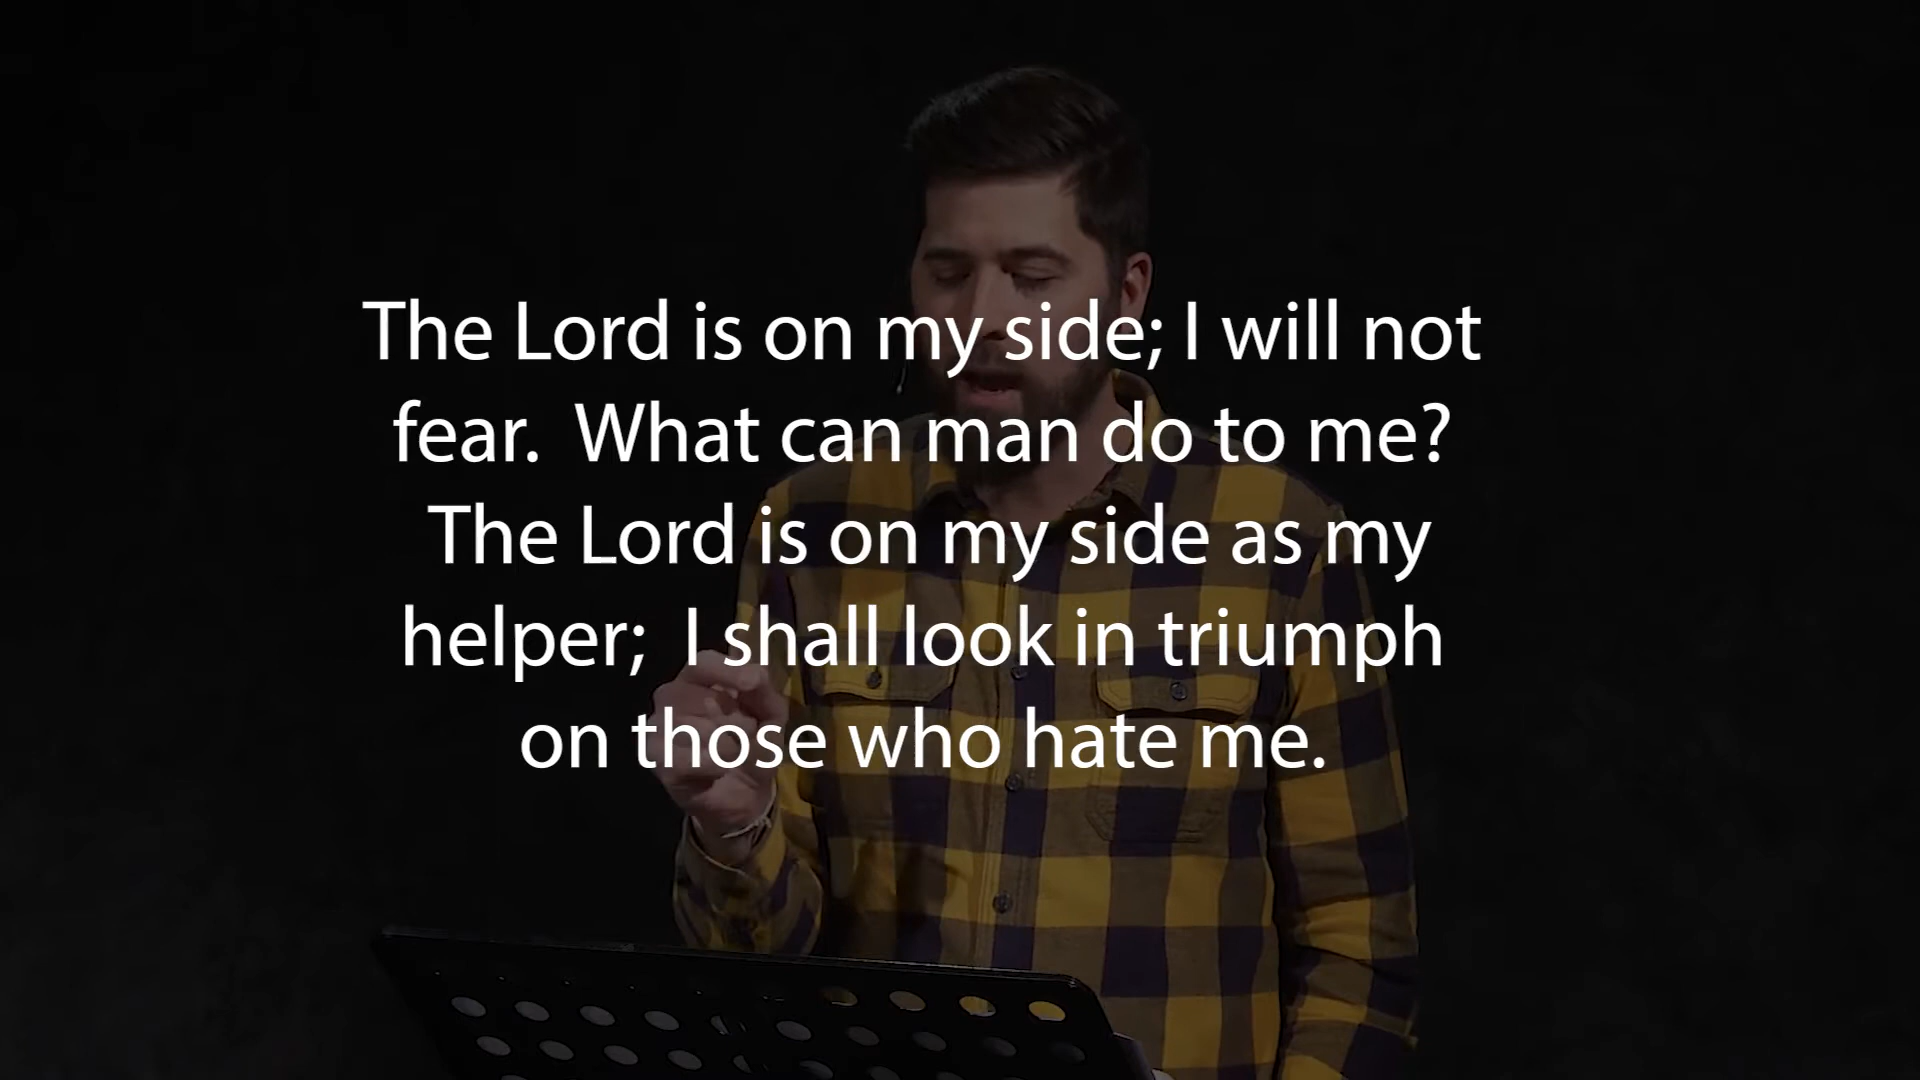 The Lord is on my side; I will not
fear.  What can man do to me?
The Lord is on my side as my
helper;  I shall look in triumph
on those who hate me.